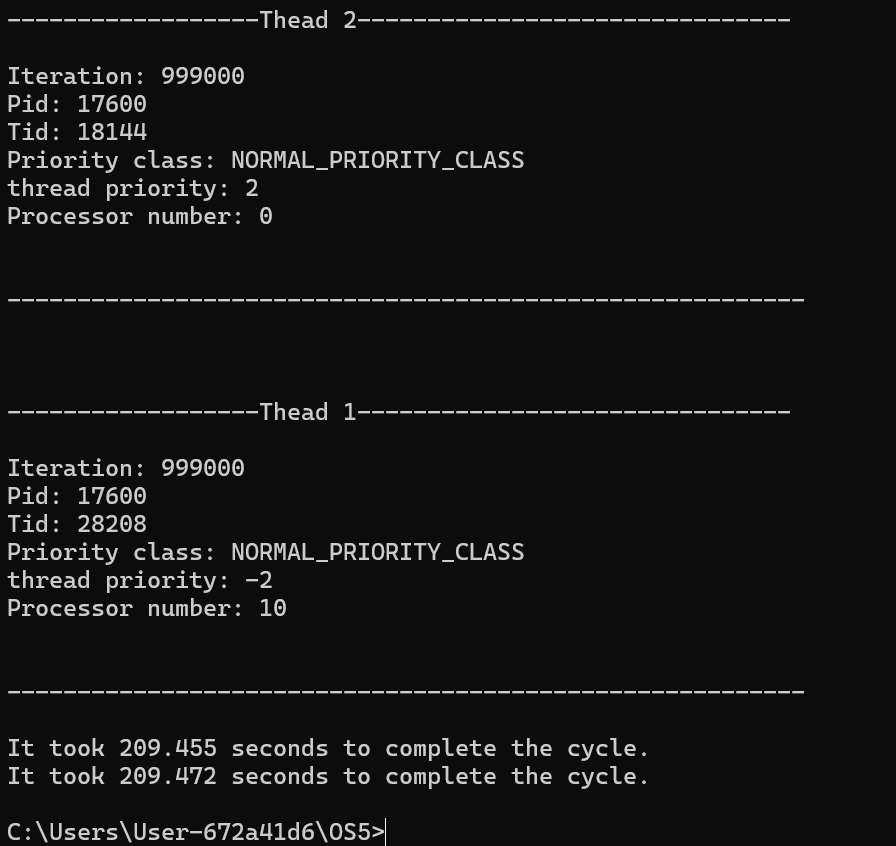 ------------------Thead 2-------------------------------
Iteration: 999000
Pid: 17600
Tid: 18144
Priority class: NORMAL_PRIORITY_CLASS
thread priority: 2
Processor number: 0
---------------------------------------------------------
------------------Thead 1-------------------------------
Iteration: 999000
Pid: 17600
Tid: 28208
Priority class: NORMAL_PRIORITY_CLASS
thread priority: -2
Processor number: 10
---------------------------------------------------------
It took 209.455 seconds to complete the cycle.
It took 209.472 seconds to complete the cycle.
C:\Users\User-672a41d6\OS5>